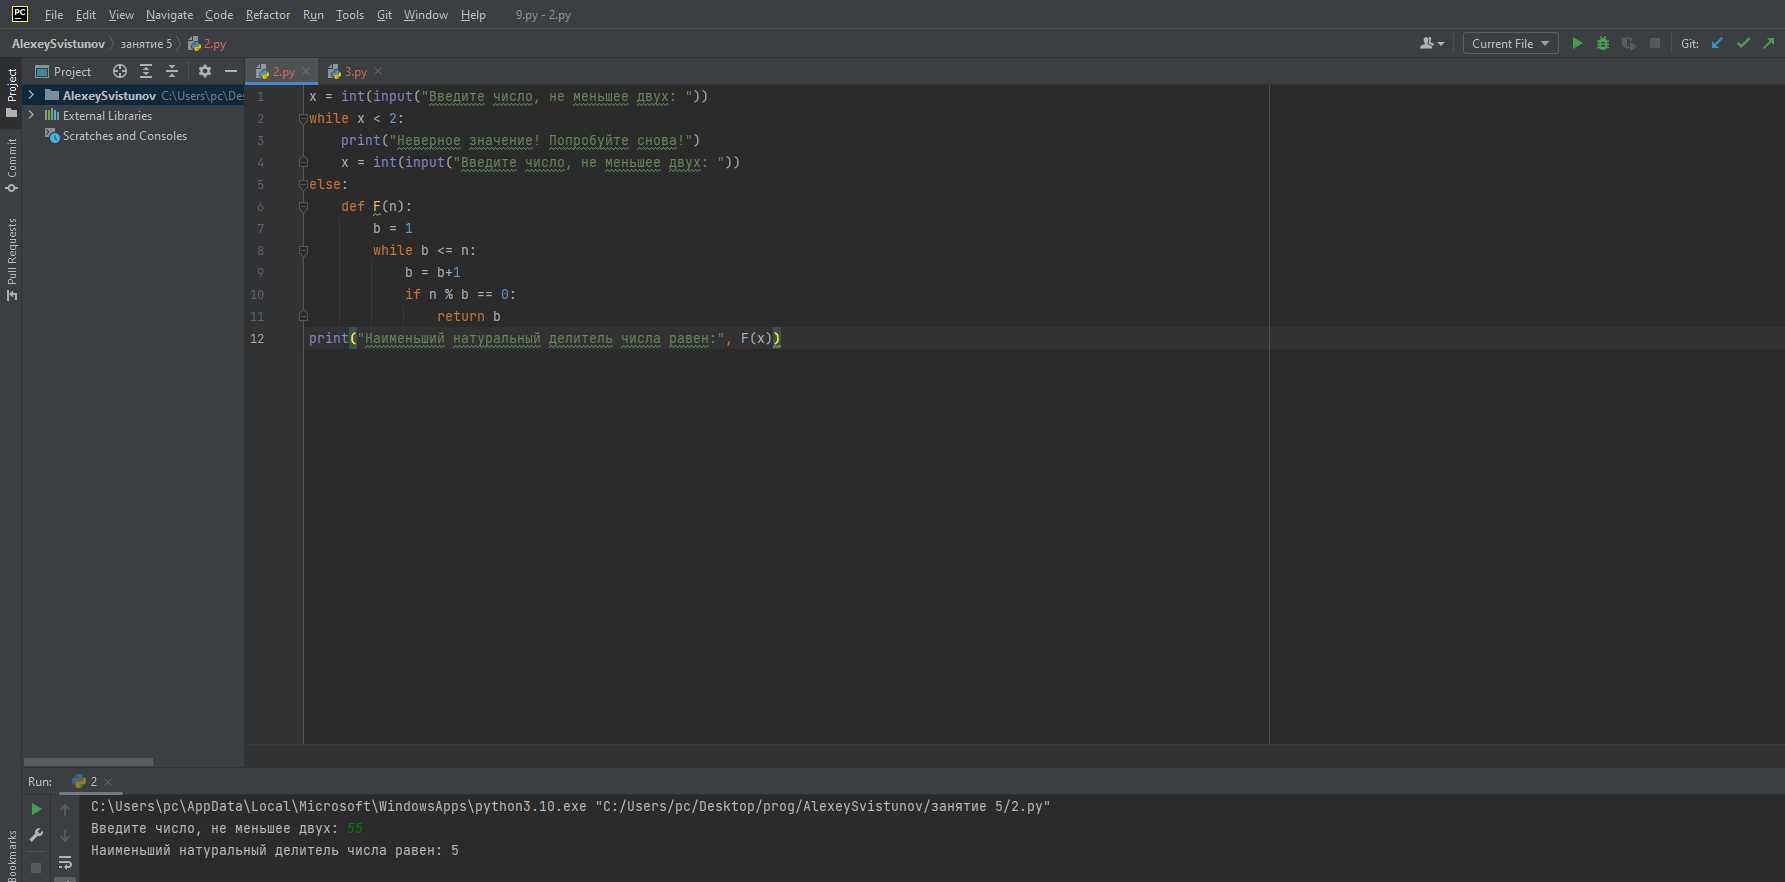 PC File Edit View Navigate Code Refactor Run Tools Git Window Help 9.py - 2.py
AlexeySvistunov занятие 5 2.py Current File Git:
Project 2.py 3.py
Project
Commit
Pull Requests
Bookmarks
AlexeySvistunov C:\Users\pc\Des
External Libraries
Scratches and Consoles
1 x = int(input("Введите число, не меньшее двух: "))
2 while x < 2:
3 print("Неверное значение! Попробуйте снова!")
4 x = int(input("Введите число, не меньшее двух: "))
5 else:
6 def F(n):
7 b = 1
8 while b <= n:
9 b = b+1
10 if n % b == 0:
11 return b
12 print("Наименьший натуральный делитель числа равен:", F(x))
Run: 2
C:\Users\pc\AppData\Local\Microsoft\WindowsApps\python3.10.exe "C:/Users/pc/Desktop/prog/AlexeySvistunov/занятие 5/2.py"
Введите число, не меньшее двух: 55
Наименьший натуральный делитель числа равен: 5